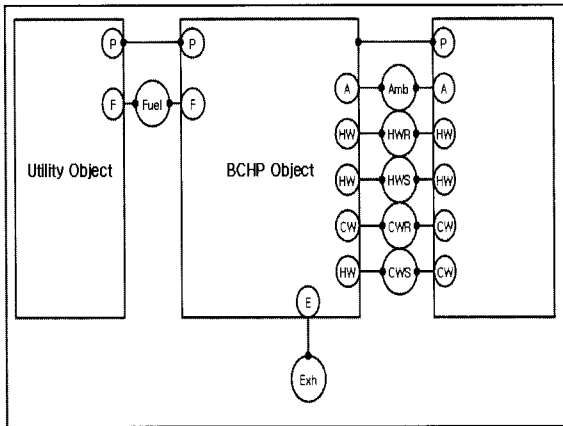 P P P
A Amb A
F Fuel F
HW HWR HW
Utility Object BCHP Object
HW HWS HW
CW CWR CW
HW CWS CW
E
Exh